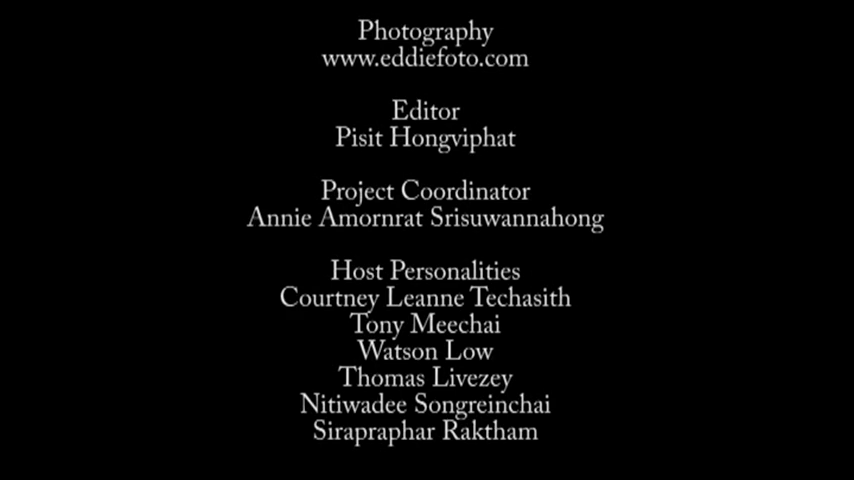 Photography
www.eddiefoto.com
Editor
Pisit Hongviphat
Project Coordinator
Annie Amornrat Srisuwannahong
Host Personalities
Courtney Leanne Techasith
Tony Meechai
Watson Low
Thomas Livezey
Nitiwadee Songreinchai
Sirapraphar Raktham